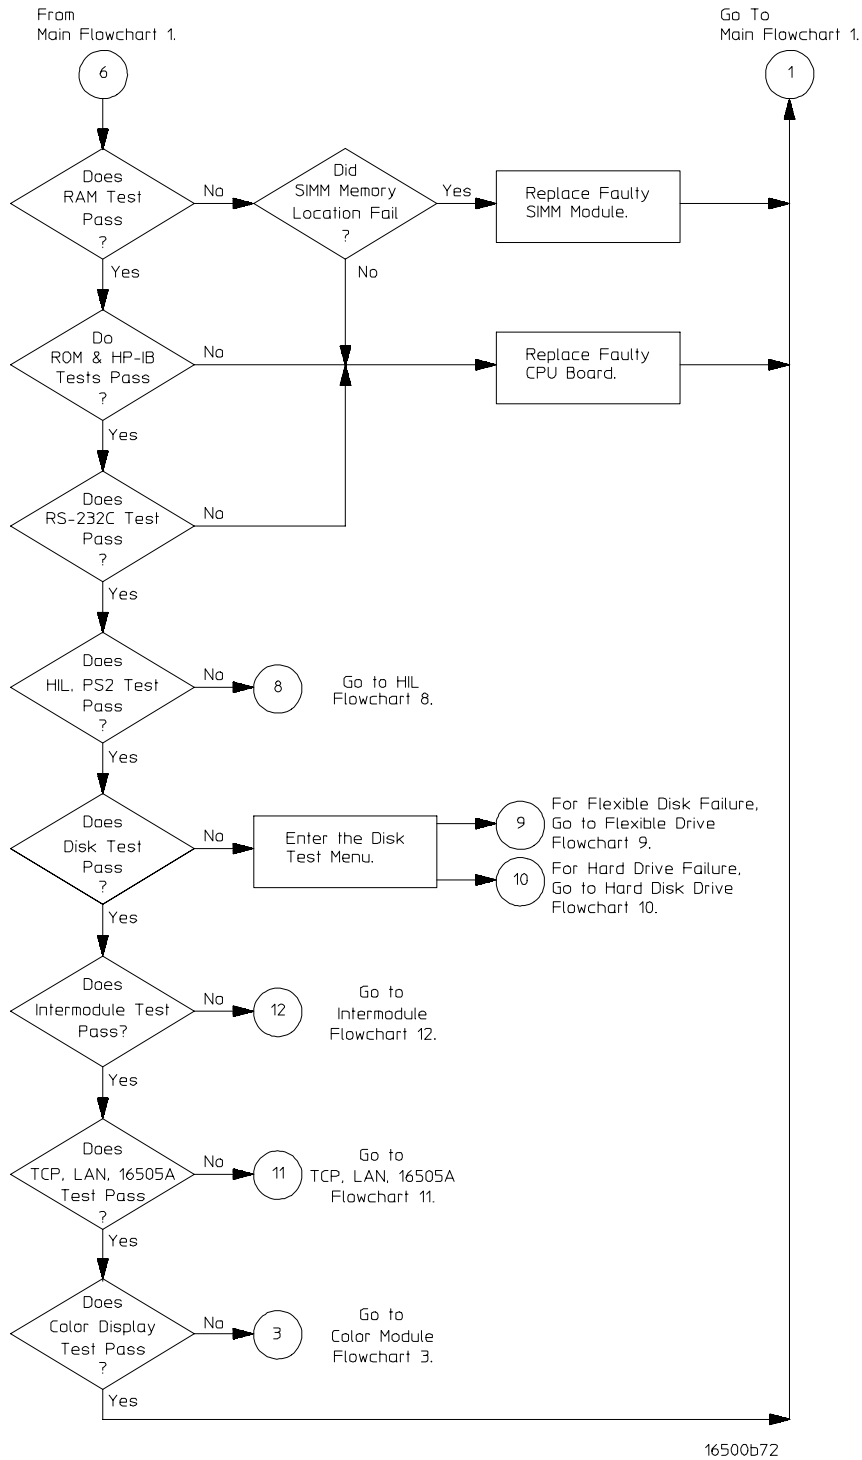 From
Main Flowchart 1.
Go To
Main Flowchart 1.
6
1
Does
RAM Test
Pass
?
No
Did
SIMM Memory
Location Fail
?
Yes
Replace Faulty
SIMM Module.
Yes
No
Do
ROM & HP-IB
Tests Pass
?
No
Replace Faulty
CPU Board.
Yes
Does
RS-232C Test
Pass
?
No
Yes
Does
HIL, PS2 Test
Pass
?
No
8
Go to HIL
Flowchart 8.
Yes
Does
Disk Test
Pass
?
No
Enter the Disk
Test Menu.
9
For Flexible Disk Failure,
Go to Flexible Drive
Flowchart 9.
10
For Hard Drive Failure,
Go to Hard Disk Drive
Flowchart 10.
Yes
Does
Intermodule Test
Pass?
No
12
Go to
Intermodule
Flowchart 12.
Yes
Does
TCP, LAN, 16505A
Test Pass
?
No
11
Go to
TCP, LAN, 16505A
Flowchart 11.
Yes
Does
Color Display
Test Pass
?
No
3
Go to
Color Module
Flowchart 3.
Yes
16500b72